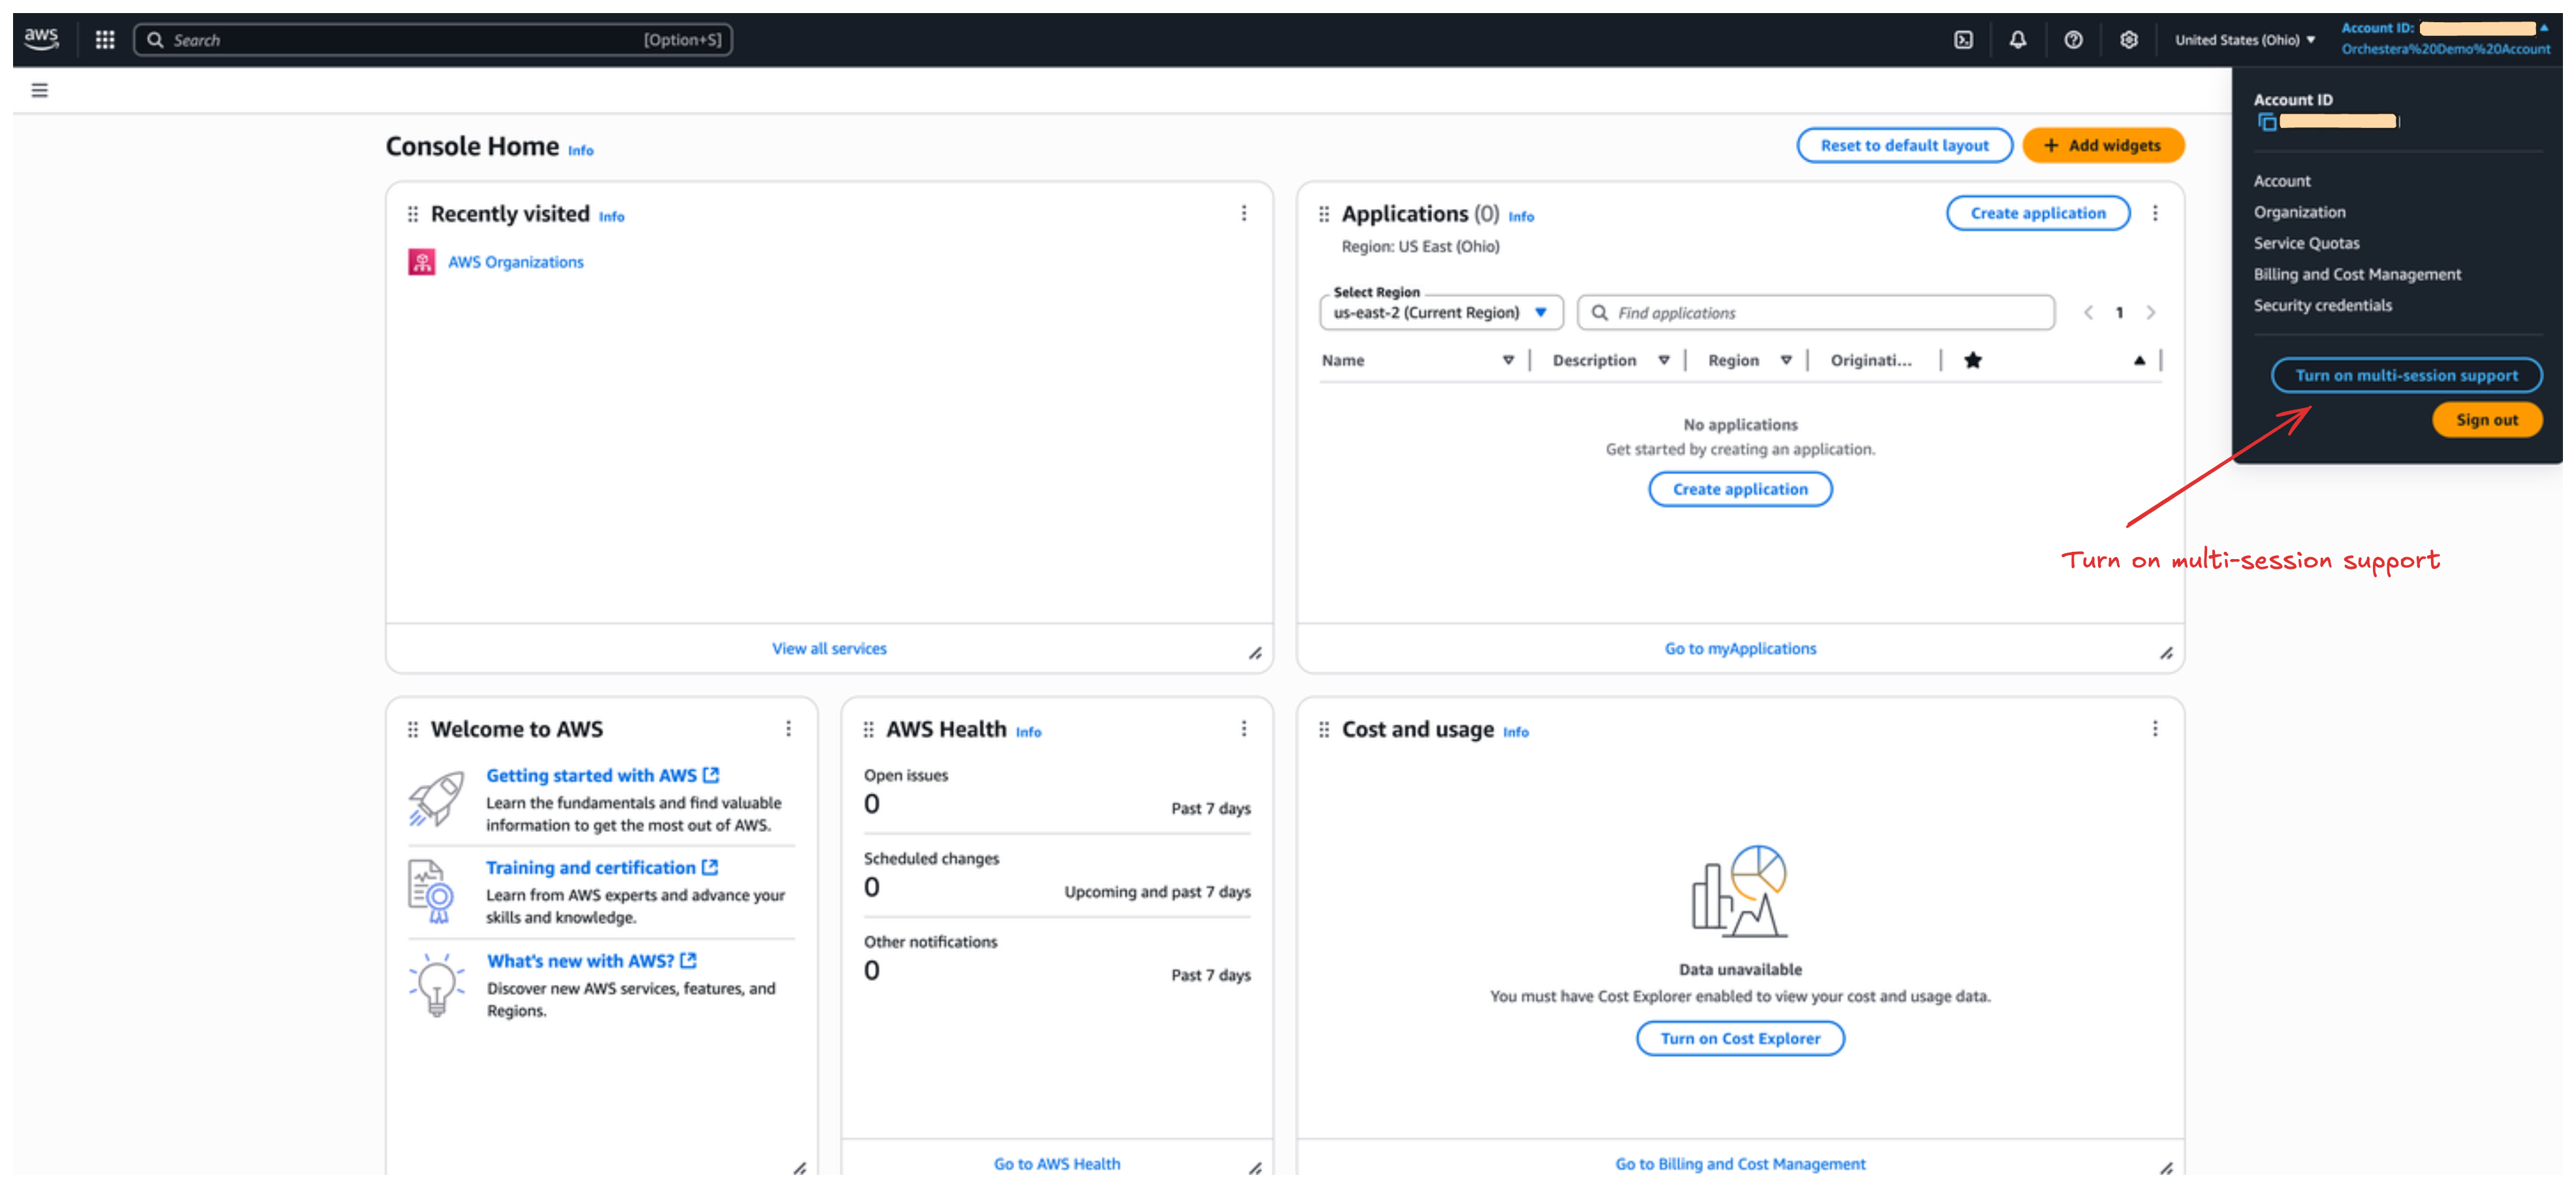 aws
Search [Option+S]
United States (Ohio)
Account ID:
Orchestera%20Demo%20Account
Account ID
Account
Organization
Service Quotas
Billing and Cost Management
Security credentials
Turn on multi-session support
Sign out
Turn on multi-session support
Console Home Info
Reset to default layout
+ Add widgets
Recently visited Info
AWS Organizations
View all services
Applications (0) Info
Create application
Region: US East (Ohio)
Select Region
us-east-2 (Current Region)
Find applications
1
Name Description Region Originati...
No applications
Get started by creating an application.
Create application
Go to myApplications
Welcome to AWS
Getting started with AWS
Learn the fundamentals and find valuable
information to get the most out of AWS.
Training and certification
Learn from AWS experts and advance your
skills and knowledge.
What's new with AWS?
Discover new AWS services, features, and
Regions.
AWS Health Info
Open issues
0
Past 7 days
Scheduled changes
0
Upcoming and past 7 days
Other notifications
0
Past 7 days
Go to AWS Health
Cost and usage Info
Data unavailable
You must have Cost Explorer enabled to view your cost and usage data.
Turn on Cost Explorer
Go to Billing and Cost Management